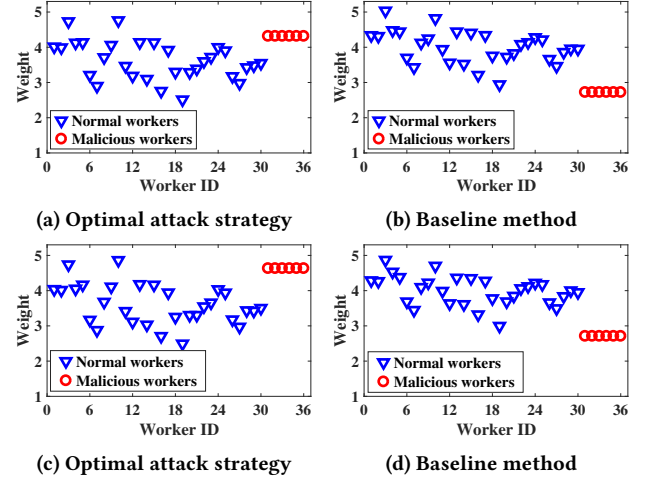 5
4
3
2
1
Weight
Normal workers
Malicious workers
0 6 12 18 24 30 36
Worker ID
(a) Optimal attack strategy
5
4
3
2
1
Weight
Normal workers
Malicious workers
0 6 12 18 24 30 36
Worker ID
(b) Baseline method
5
4
3
2
1
Weight
Normal workers
Malicious workers
0 6 12 18 24 30 36
Worker ID
(c) Optimal attack strategy
5
4
3
2
1
Weight
Normal workers
Malicious workers
0 6 12 18 24 30 36
Worker ID
(d) Baseline method